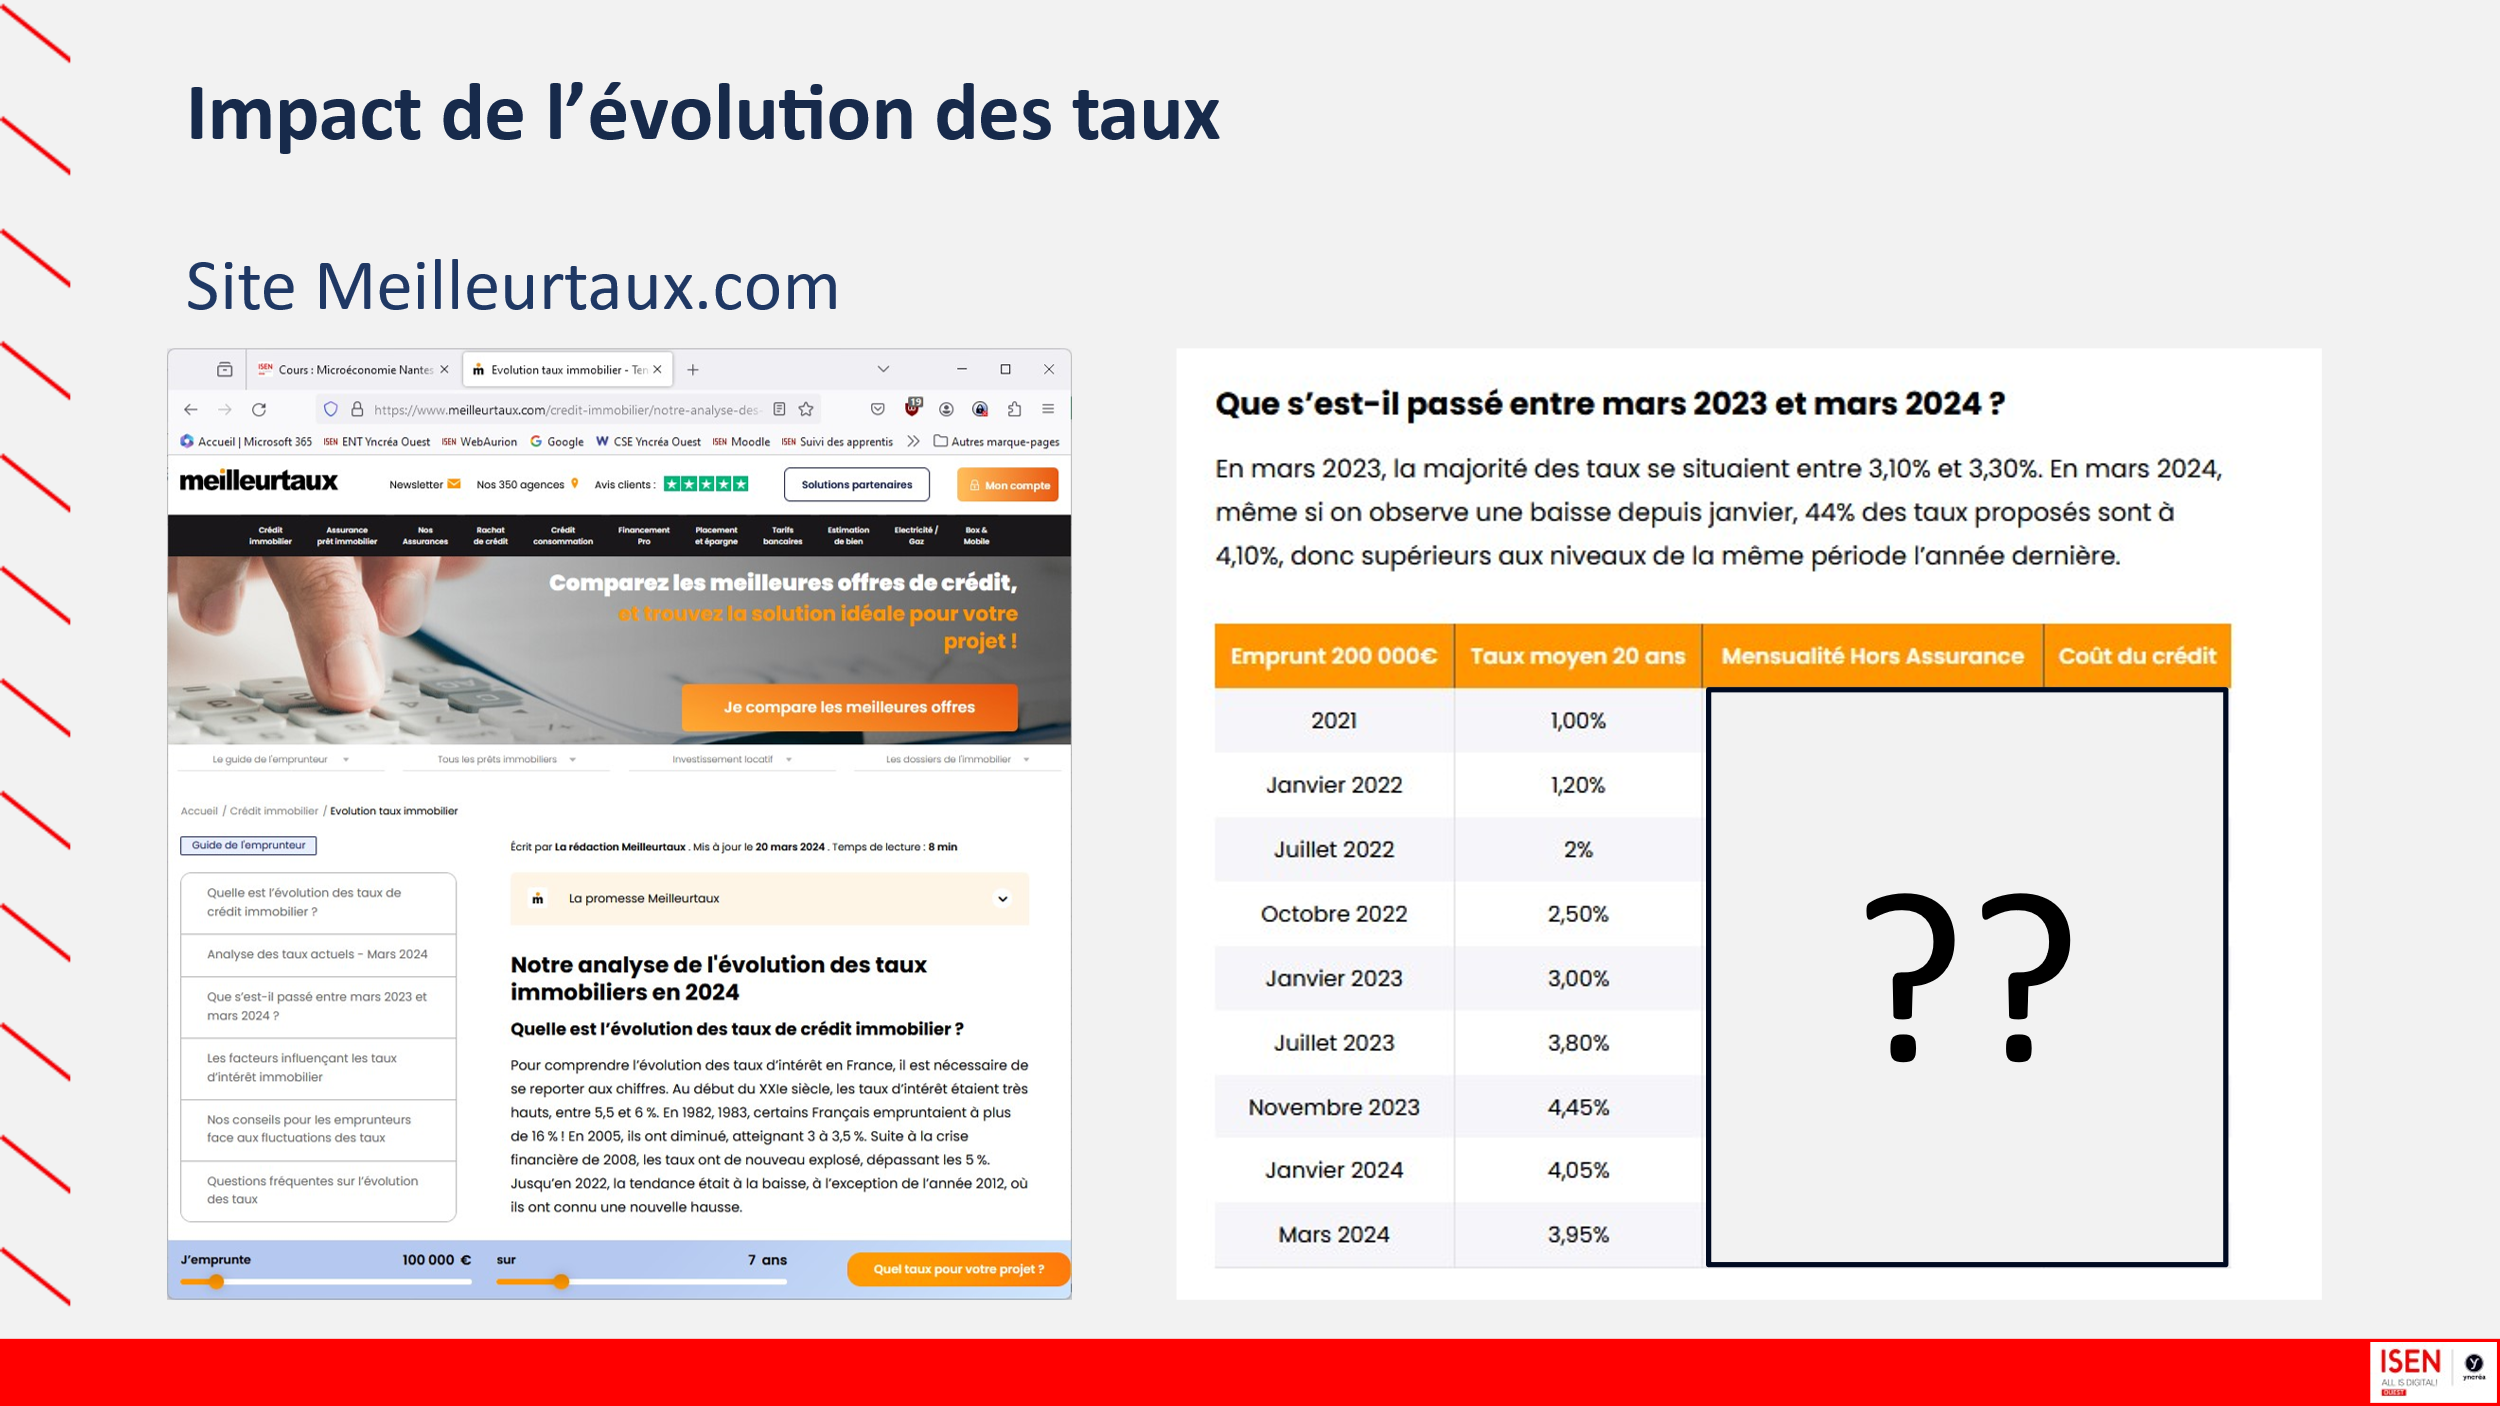 Impact de l’évolution des taux
Site Meilleurtaux.com
Cours : Microéconomie Nantes
Evolution taux immobilier - Ten
https://www.meilleurtaux.com/credit-immobilier/notre-analyse-des-
19
Accueil | Microsoft 365 ISEN ENT Yncréa Ouest ISEN WebAurion Google W CSE Yncréa Ouest ISEN Moodle ISEN Suivi des apprentis Autres marque-pages
meilleurtaux
Newsletter Nos 350 agences Avis clients : Solutions partenaires Mon compte
Crédit immobilier
Assurance prêt immobilier
Nos Assurances
Rachat de crédit
Crédit consommation
Financement Pro
Placement et épargne
Tarifs bancaires
Estimation de bien
Electricité / Gaz
Box & Mobile
Comparez les meilleures offres de crédit,
et trouvez la solution idéale pour votre
projet !
Je compare les meilleures offres
Le guide de l'emprunteur Tous les prêts immobiliers Investissement locatif Les dossiers de l'immobilier
Accueil / Crédit immobilier / Evolution taux immobilier
Guide de l'emprunteur
Quelle est l’évolution des taux de
crédit immobilier ?
Analyse des taux actuels - Mars 2024
Que s’est-il passé entre mars 2023 et
mars 2024 ?
Les facteurs influençant les taux
d’intérêt immobilier
Nos conseils pour les emprunteurs
face aux fluctuations des taux
Questions fréquentes sur l’évolution
des taux
Écrit par La rédaction Meilleurtaux . Mis à jour le 20 mars 2024 . Temps de lecture : 8 min
La promesse Meilleurtaux
Notre analyse de l'évolution des taux
immobiliers en 2024
Quelle est l’évolution des taux de crédit immobilier ?
Pour comprendre l’évolution des taux d’intérêt en France, il est nécessaire de
se reporter aux chiffres. Au début du XXIe siècle, les taux d’intérêt étaient très
hauts, entre 5,5 et 6 %. En 1982, 1983, certains Français empruntaient à plus
de 16 % ! En 2005, ils ont diminué, atteignant 3 à 3,5 %. Suite à la crise
financière de 2008, les taux ont de nouveau explosé, dépassant les 5 %.
Jusqu’en 2022, la tendance était à la baisse, à l’exception de l’année 2012, où
ils ont connu une nouvelle hausse.
J’emprunte 100 000 € sur 7 ans Quel taux pour votre projet ?
Que s’est-il passé entre mars 2023 et mars 2024 ?
En mars 2023, la majorité des taux se situaient entre 3,10% et 3,30%. En mars 2024,
même si on observe une baisse depuis janvier, 44% des taux proposés sont à
4,10%, donc supérieurs aux niveaux de la même période l’année dernière.
Emprunt 200 000€ Taux moyen 20 ans Mensualité Hors Assurance Coût du crédit
2021 1,00%
Janvier 2022 1,20%
Juillet 2022 2%
Octobre 2022 2,50%
Janvier 2023 3,00%
Juillet 2023 3,80%
Novembre 2023 4,45%
Janvier 2024 4,05%
Mars 2024 3,95%
??
ISEN
ALL IS DIGITAL!
OUEST
yncréa